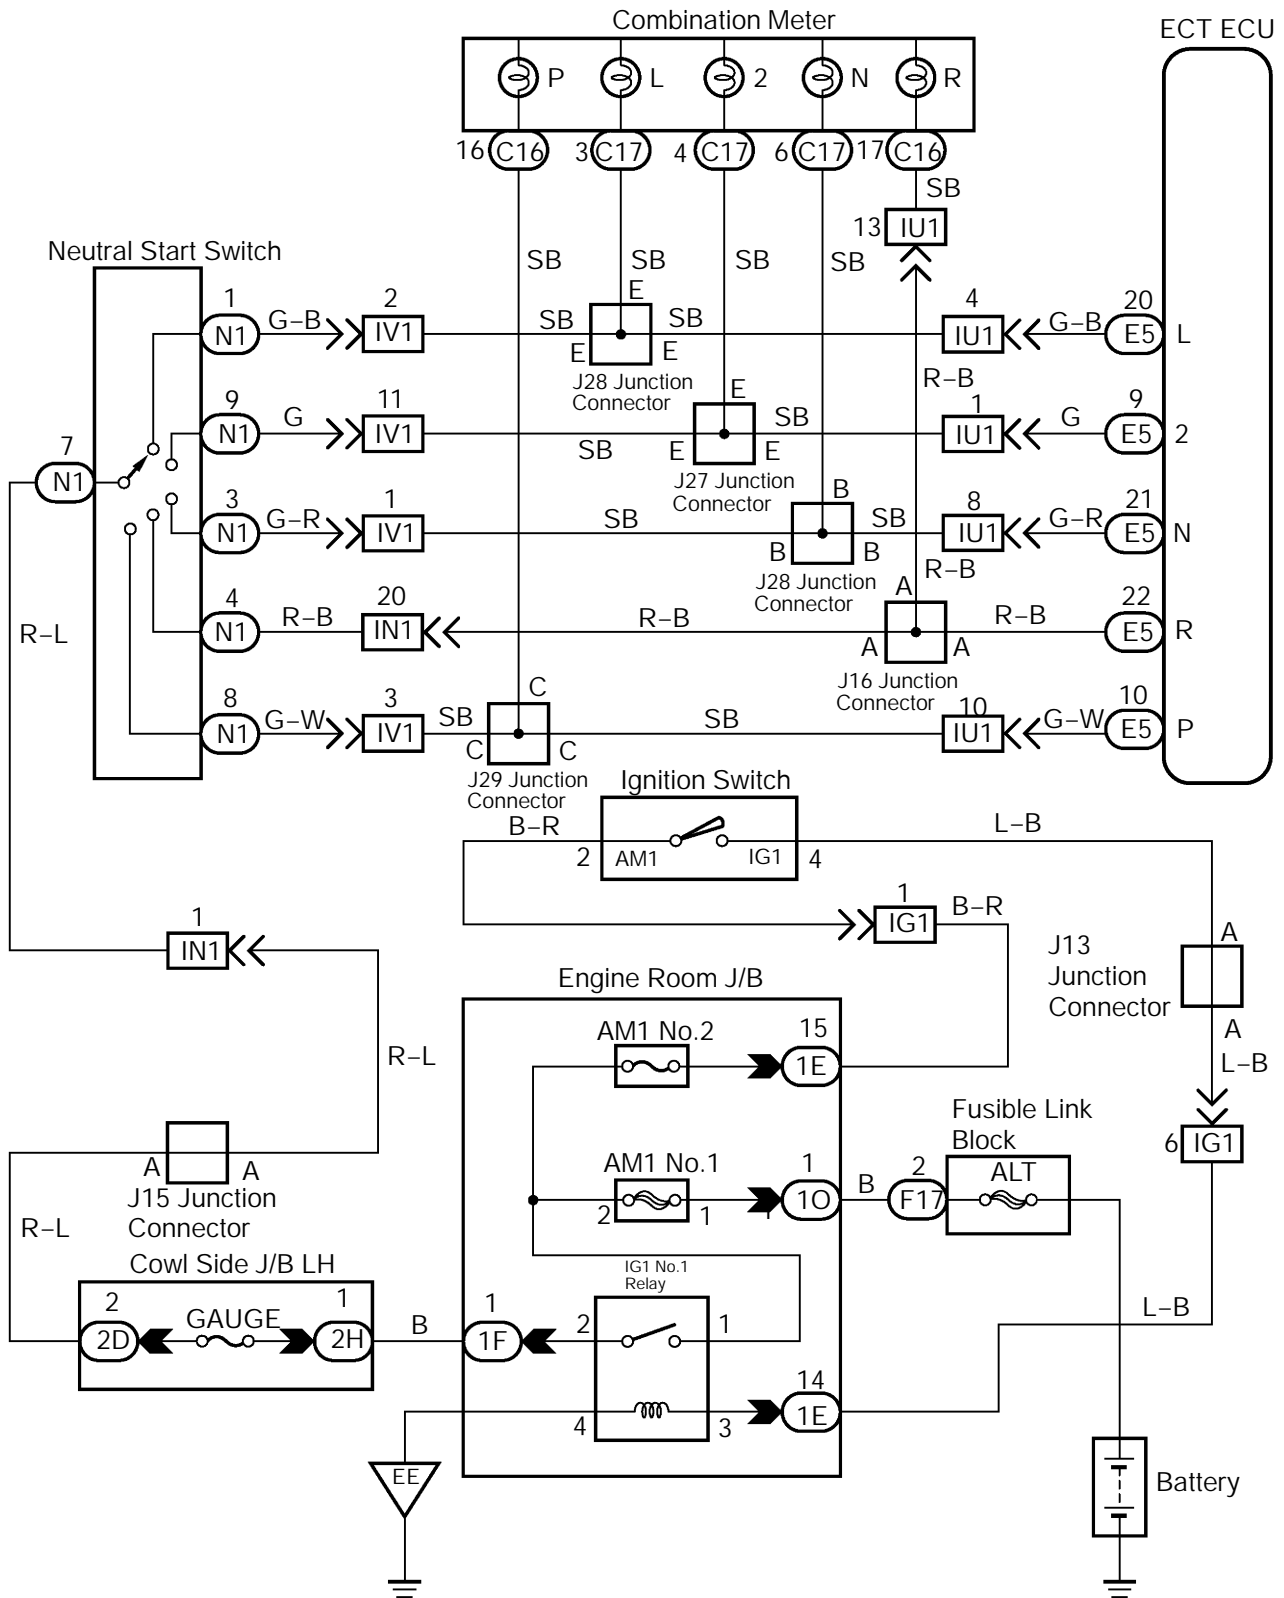 Combination Meter
ECT ECU
P
L
2
N
R
16 C16
3 C17
4 C17
6 C17
17 C16
SB
13 IU1
Neutral Start Switch
SB
SB
SB
SB
E
1
2
4
20
N1
G–B
IV1
SB
SB
IU1
G–B
E5
L
E
E
J28 Junction
Connector
R–B
E
9
11
1
9
N1
G
IV1
SB
SB
IU1
G
E5
2
E
E
J27 Junction
Connector
7
N1
B
3
1
8
21
N1
G–R
IV1
SB
SB
IU1
G–R
E5
N
B
B
J28 Junction
Connector
R–B
A
4
20
22
N1
R–B
IN1
R–B
R–B
E5
R
A
A
J16 Junction
Connector
R–L
C
8
3
10
10
N1
G–W
IV1
SB
SB
IU1
G–W
E5
P
C
C
J29 Junction
Connector
Ignition Switch
B–R
L–B
2
AM1
IG1
4
1
IG1
B–R
1
IN1
A
J13
Junction
Connector
A
L–B
Engine Room J/B
AM1 No.2
15
1E
R–L
6 IG1
Fusible Link
Block
A
A
J15 Junction
Connector
AM1 No.1
1
2
1
1
1O
B
2
F17
ALT
R–L
Cowl Side J/B LH
IG1 No.1
Relay
2
GAUGE
1
2D
2H
B
1
1F
2
1
L–B
14
1E
4
3
EE
Battery